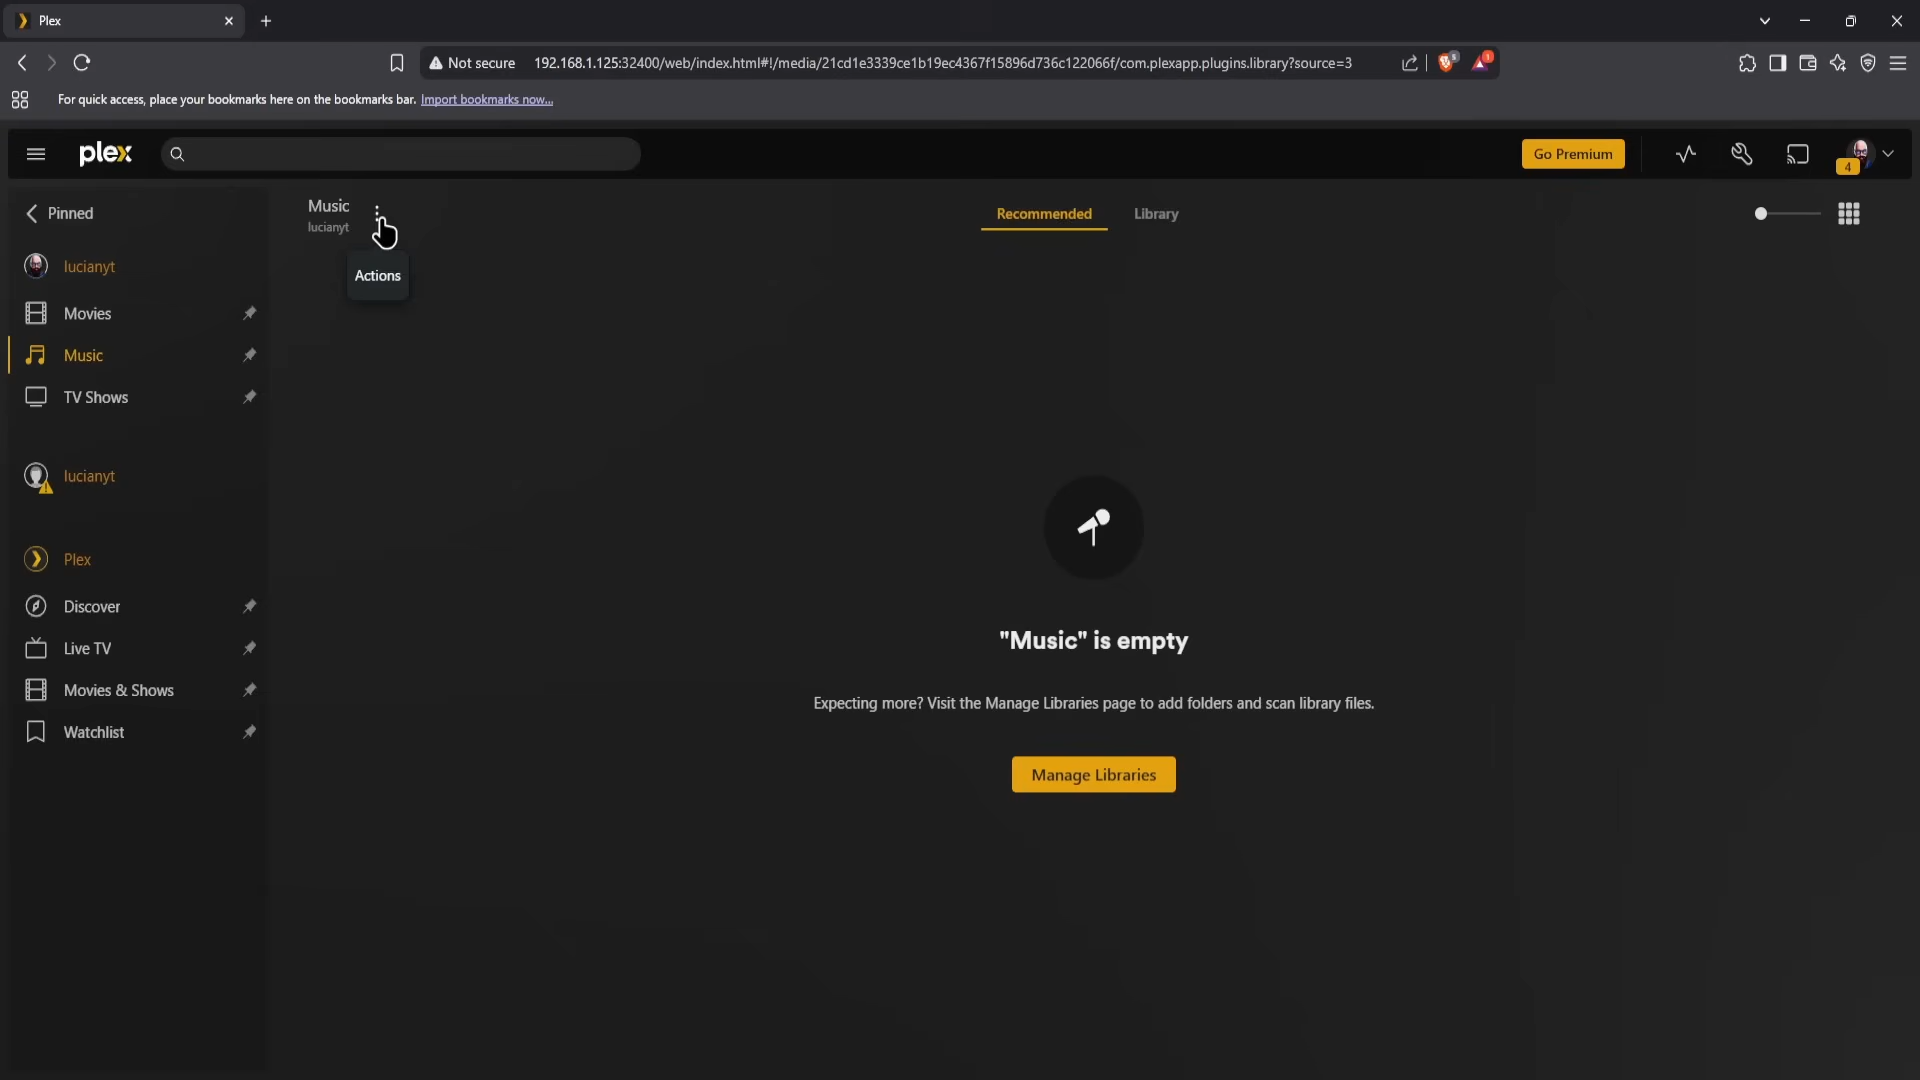 Plex
Not secure
192.168.1.125:32400/web/index.html#!/media/21cd1e3339ce1b19ec4367f15896d736c122066f/com.plexapp.plugins.library?source=3
5
1
For quick access, place your bookmarks here on the bookmarks bar. Import bookmarks now...
plex
Go Premium
4
Pinned
Music
lucianyt
Recommended
Library
lucianyt
Actions
Movies
Music
TV Shows
lucianyt
Plex
Discover
Live TV
Movies & Shows
Watchlist
"Music" is empty
Expecting more? Visit the Manage Libraries page to add folders and scan library files.
Manage Libraries